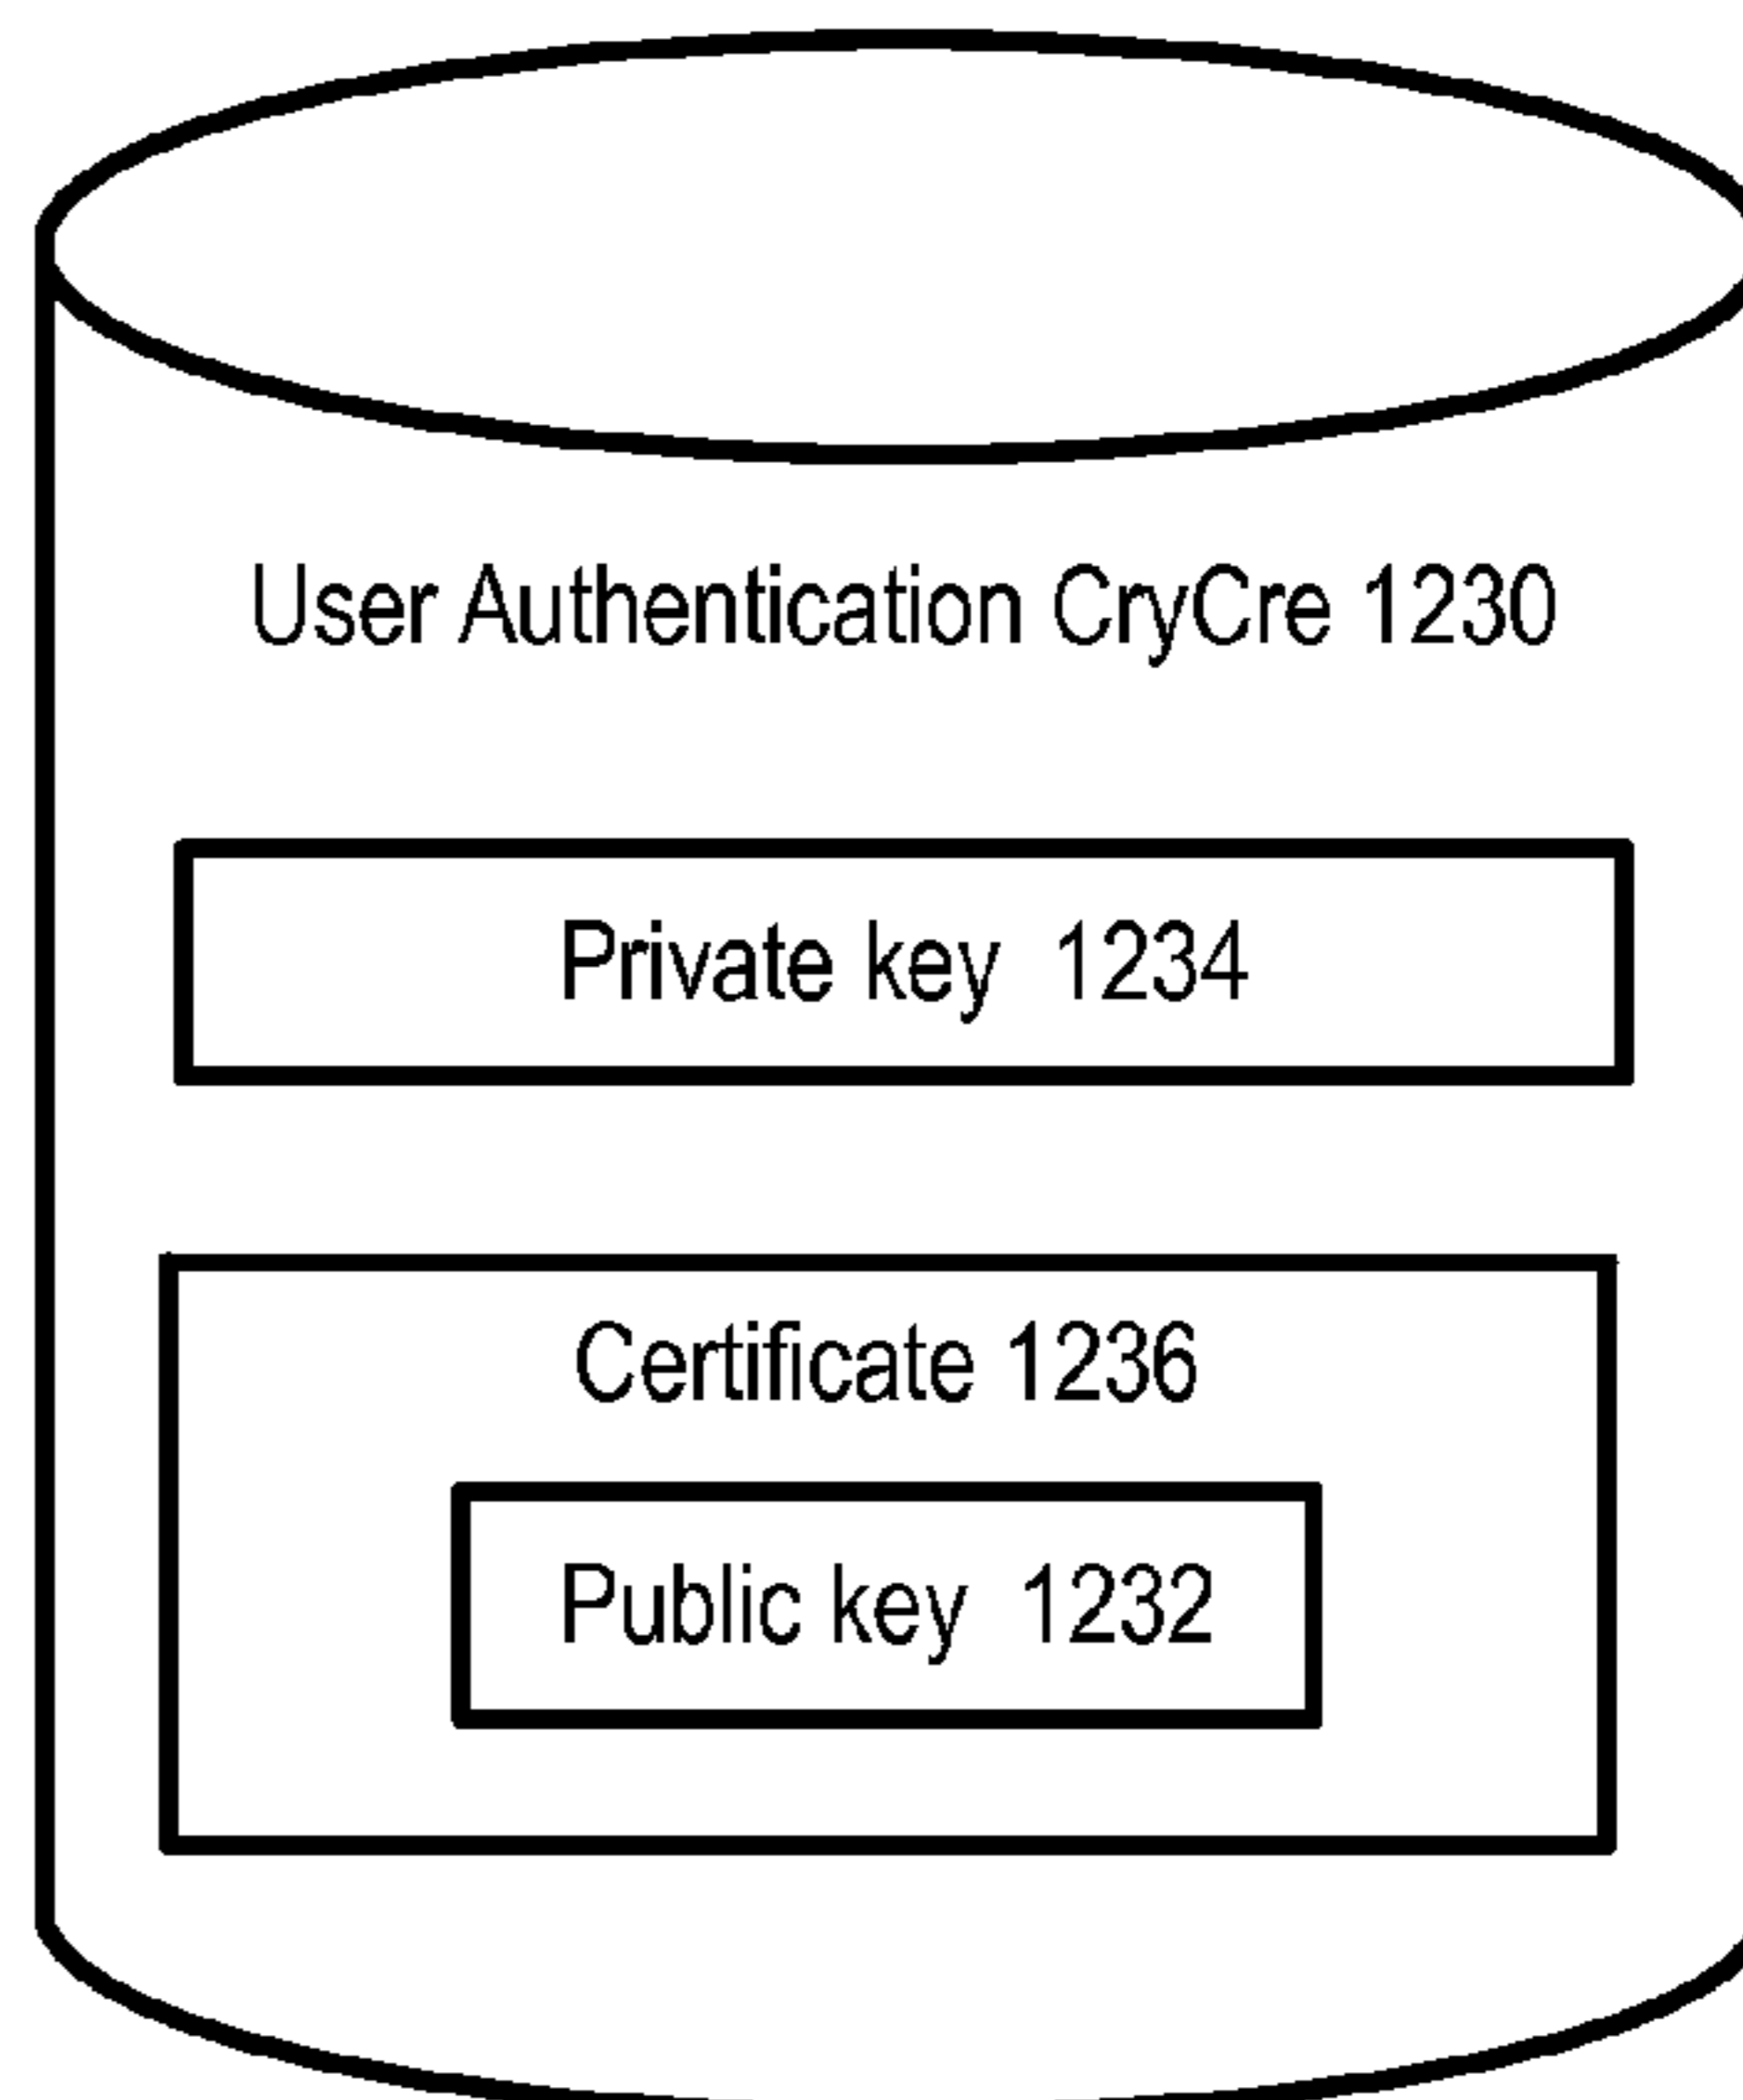 User Authentication CryCre 1230
Private key 1234
Certificate 1236
Public key 1232